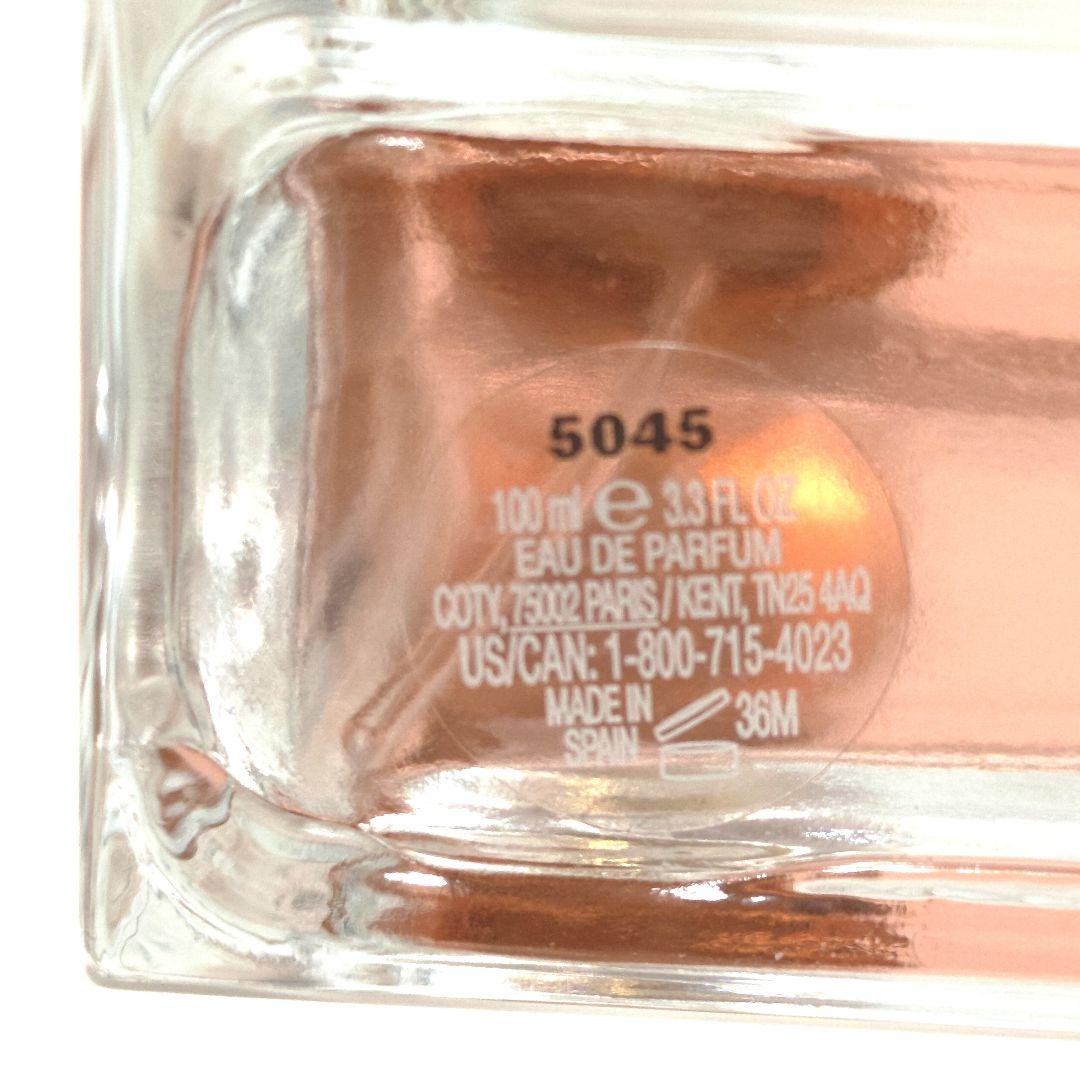 5045
100 ml e 3.3 FL OZ
EAU DE PARFUM
COTY, 75002 PARIS / KENT, TN25 4AQ
US/CAN: 1-800-715-4023
MADE IN
SPAIN
36M